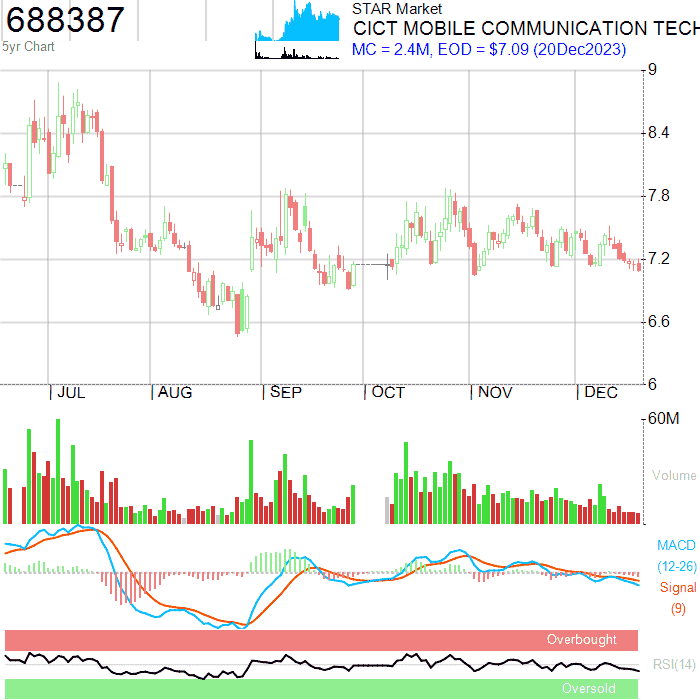 688387
5yr Chart
STAR Market
CICT MOBILE COMMUNICATION TECH
MC = 2.4M, EOD = $7.09 (20Dec2023)
9
8.4
7.8
7.2
6.6
6
JUL AUG SEP OCT NOV DEC
60M
Volume
MACD
(12-26)
Signal
(9)
Overbought
RSI(14)
Oversold